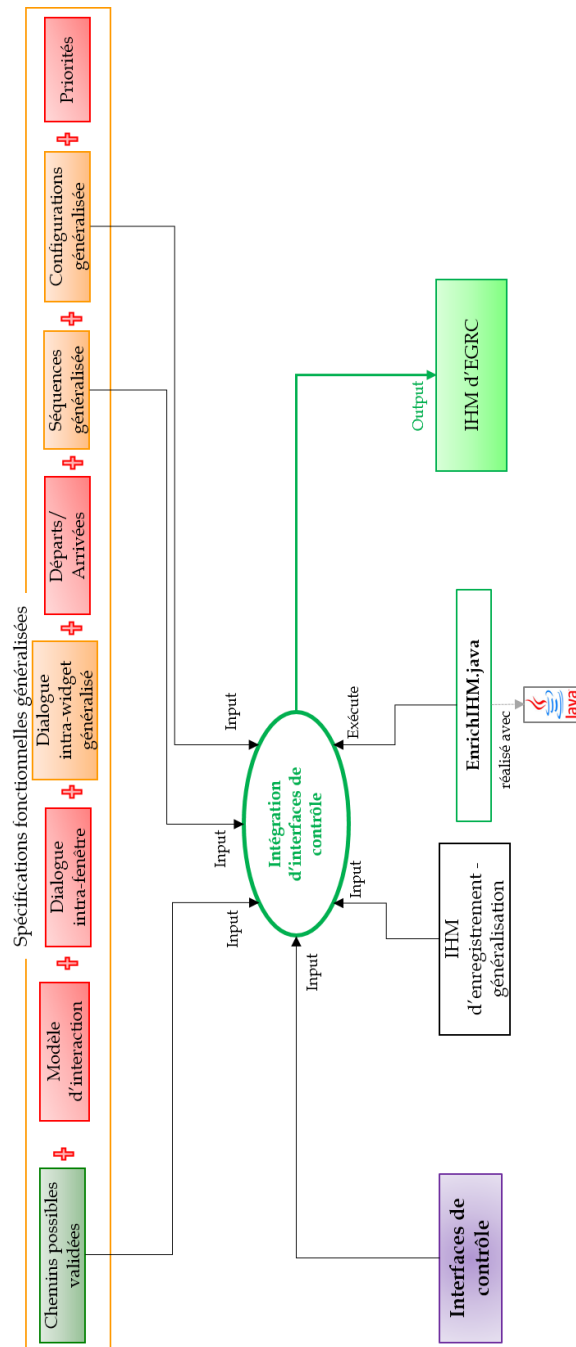 Spécifications fonctionnelles généralisées
Chemins possibles
validées
Modèle
d'interaction
Dialogue
intra-fenêtre
Dialogue
intra-widget
généralisé
Départs/
Arrivées
Séquences
généralisée
Configurations
généralisée
Priorités
Input
Input
Input
Intégration
d'interfaces de
contrôle
Input
Input
Exécute
Output
Interfaces de
contrôle
IHM
d'enregistrement -
généralisation
EnrichIHM.java
réalisé avec
Java
IHM d'EGRC